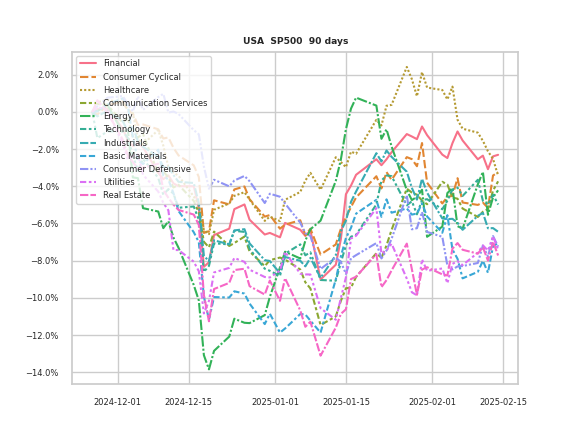 USA SP500 90 days
Financial
Consumer Cyclical
Healthcare
Communication Services
Energy
Technology
Industrials
Basic Materials
Consumer Defensive
Utilities
Real Estate
2.0%
0.0%
−2.0%
−4.0%
−6.0%
−8.0%
−10.0%
−12.0%
−14.0%
2024-12-01 2024-12-15 2025-01-01 2025-01-15 2025-02-01 2025-02-15